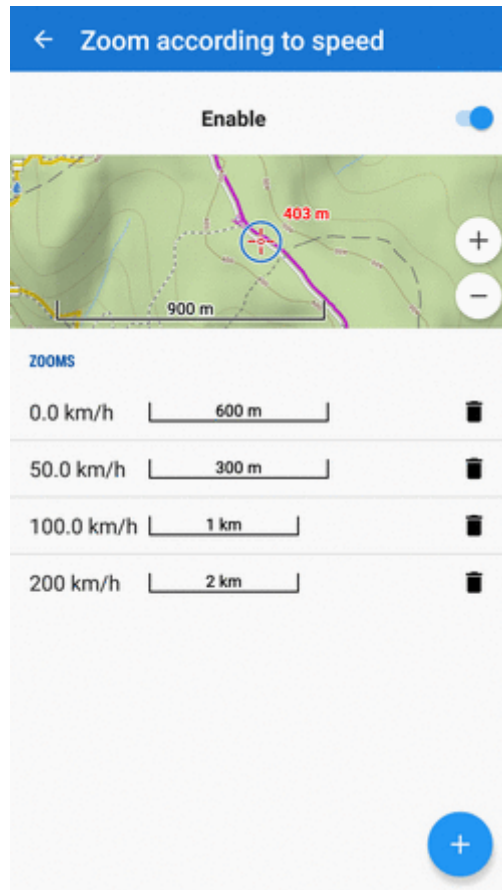 Zoom according to speed
Enable
403 m
900 m
ZOOMS
0.0 km/h 600 m
50.0 km/h 300 m
100.0 km/h 1 km
200 km/h 2 km